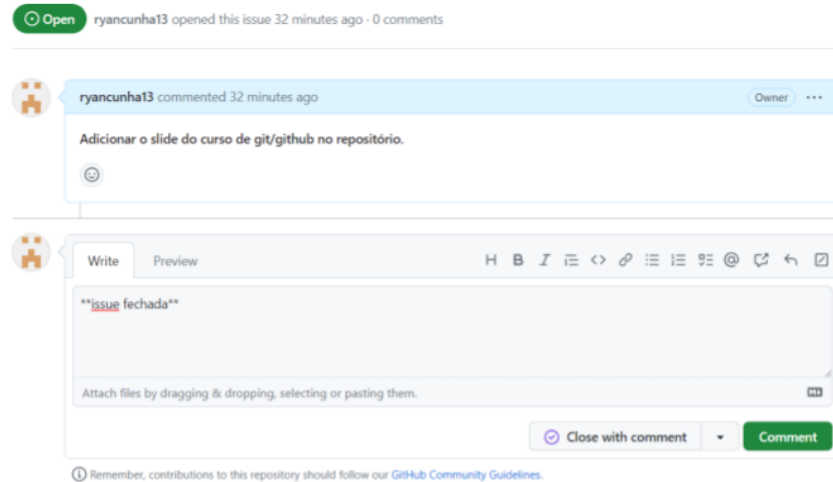 Open ryancunha13 opened this issue 32 minutes ago · 0 comments
ryancunha13 commented 32 minutes ago Owner ...
Adicionar o slide do curso de git/github no repositório.
Write Preview H B I <> @
**issue fechada**
Attach files by dragging & dropping, selecting or pasting them.
Close with comment Comment
Remember, contributions to this repository should follow our GitHub Community Guidelines.